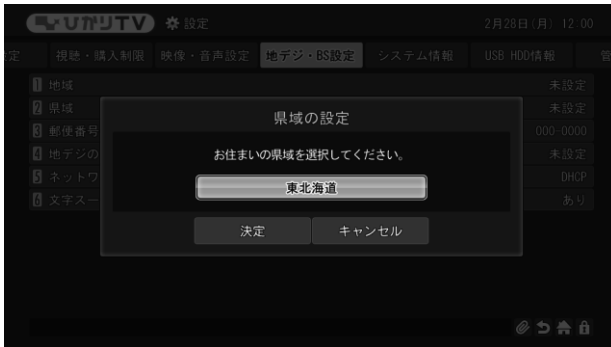 ひかりTV 設定 2月28日(月) 12:00
定 視聴・購入制限 映像・音声設定 地デジ・BS設定 システム情報 USB HDD情報 管
1 地域 未設定
2 県域 未設定
3 郵便番号 000-0000
4 地デジの 未設定
5 ネットワ DHCP
6 文字スー あり
県域の設定
お住まいの県域を選択してください。
東北海道
決定 キャンセル